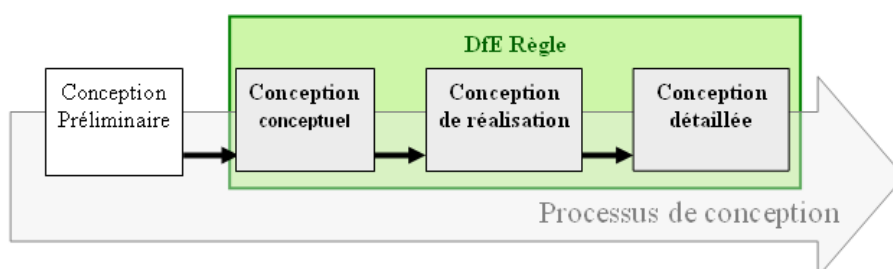 DfE Règle
Conception
Préliminaire
Conception
conceptuel
Conception
de réalisation
Conception
détaillée
Processus de conception